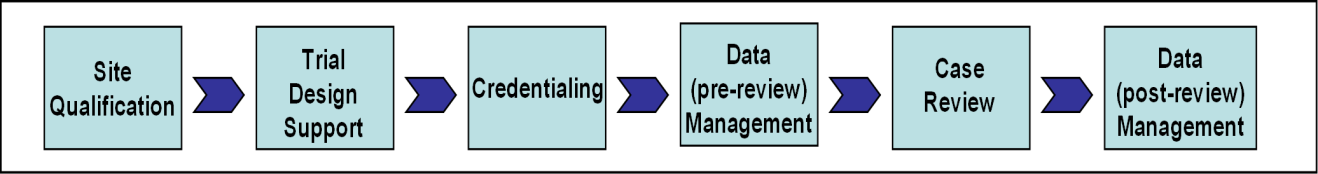 Site
Qualification
Trial
Design
Support
Credentialing
Data
(pre-review)
Management
Case
Review
Data
(post-review)
Management